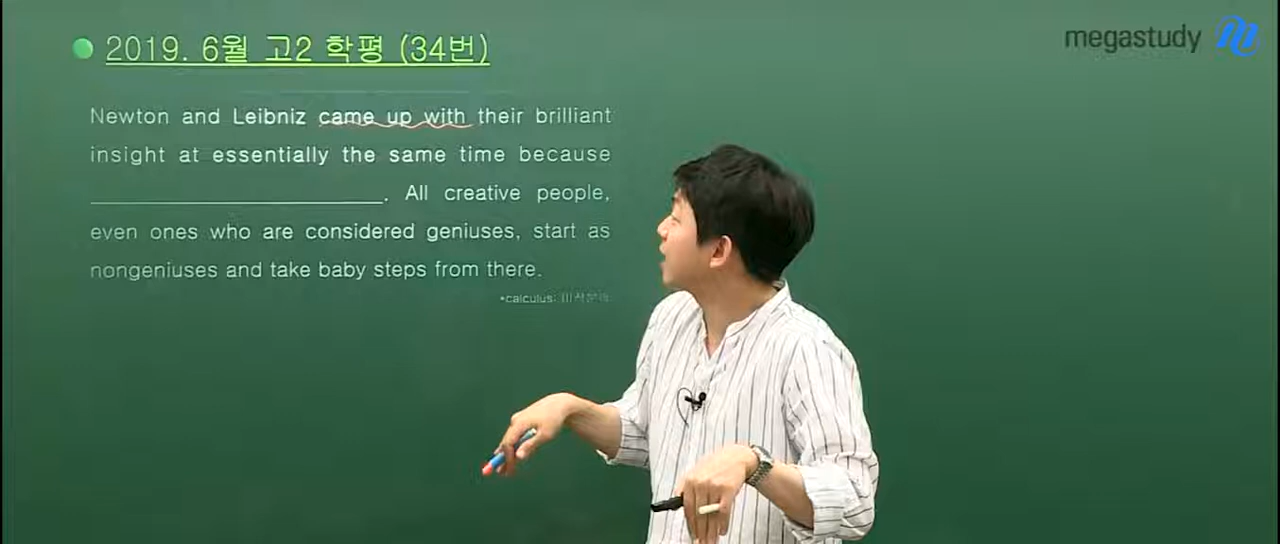 2019. 6월 고2 학평 (34번)
megastudy
Newton and Leibniz came up with their brilliant
insight at essentially the same time because
. All creative people,
even ones who are considered geniuses, start as
nongeniuses and take baby steps from there.
*calculus: